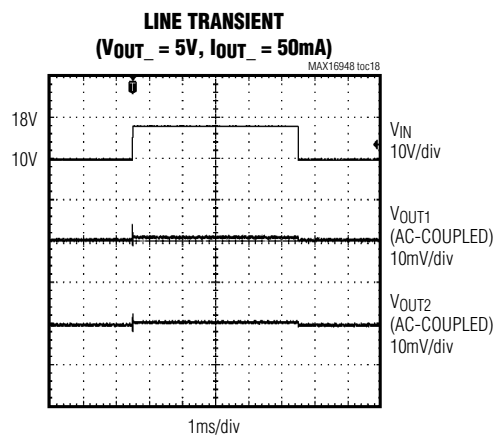 LINE TRANSIENT
(VOUT_ = 5V, IOUT_ = 50mA)
MAX16948 toc18
T
18V
10V
VIN
10V/div
VOUT1
(AC-COUPLED)
10mV/div
VOUT2
(AC-COUPLED)
10mV/div
1ms/div